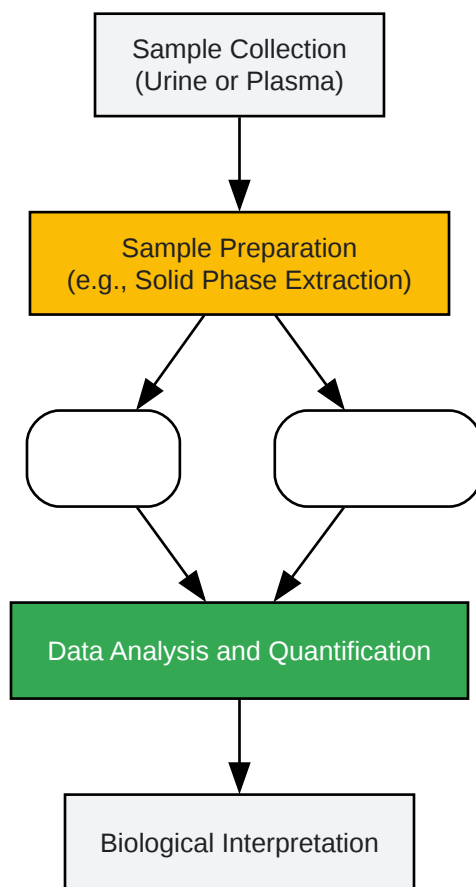 Sample Collection
(Urine or Plasma)
Sample Preparation
(e.g., Solid Phase Extraction)
Data Analysis and Quantification
Biological Interpretation